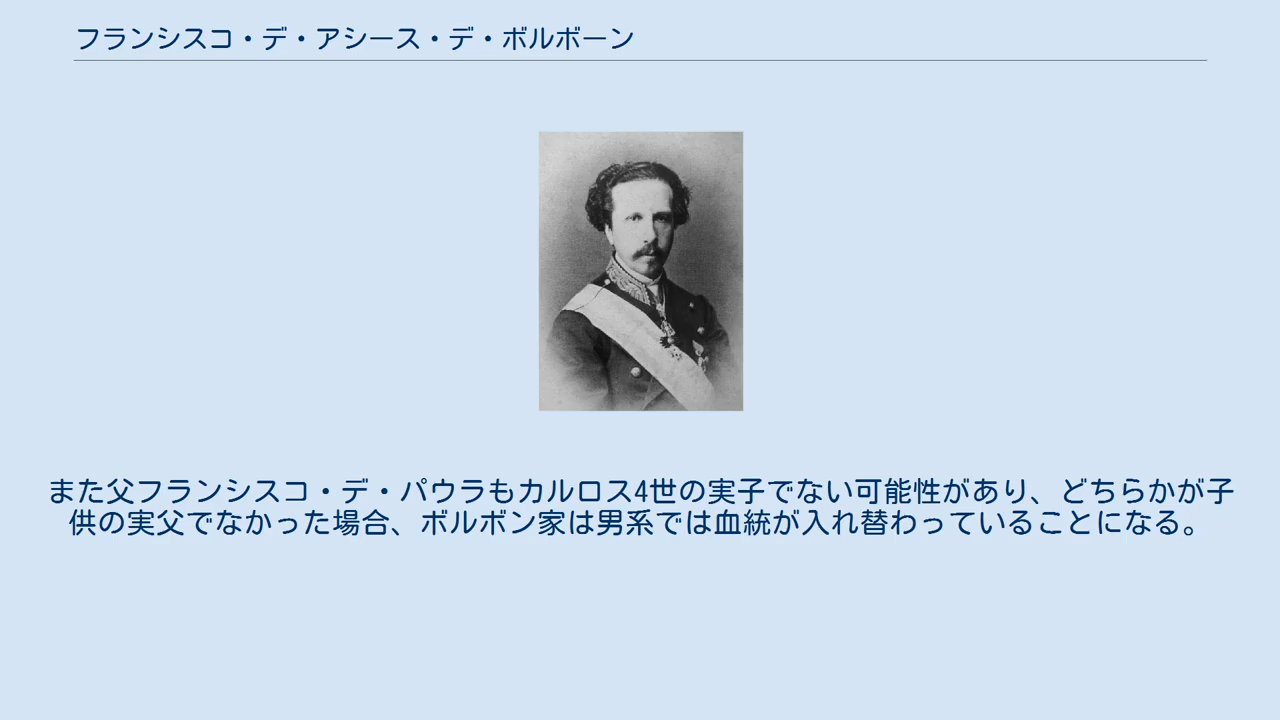 フランシスコ・デ・アシース・デ・ボルボーン
また父フランシスコ・デ・パウラもカルロス4世の実子でない可能性があり、どちらかが子
供の実父でなかった場合、ボルボン家は男系では血統が入れ替わっていることになる。